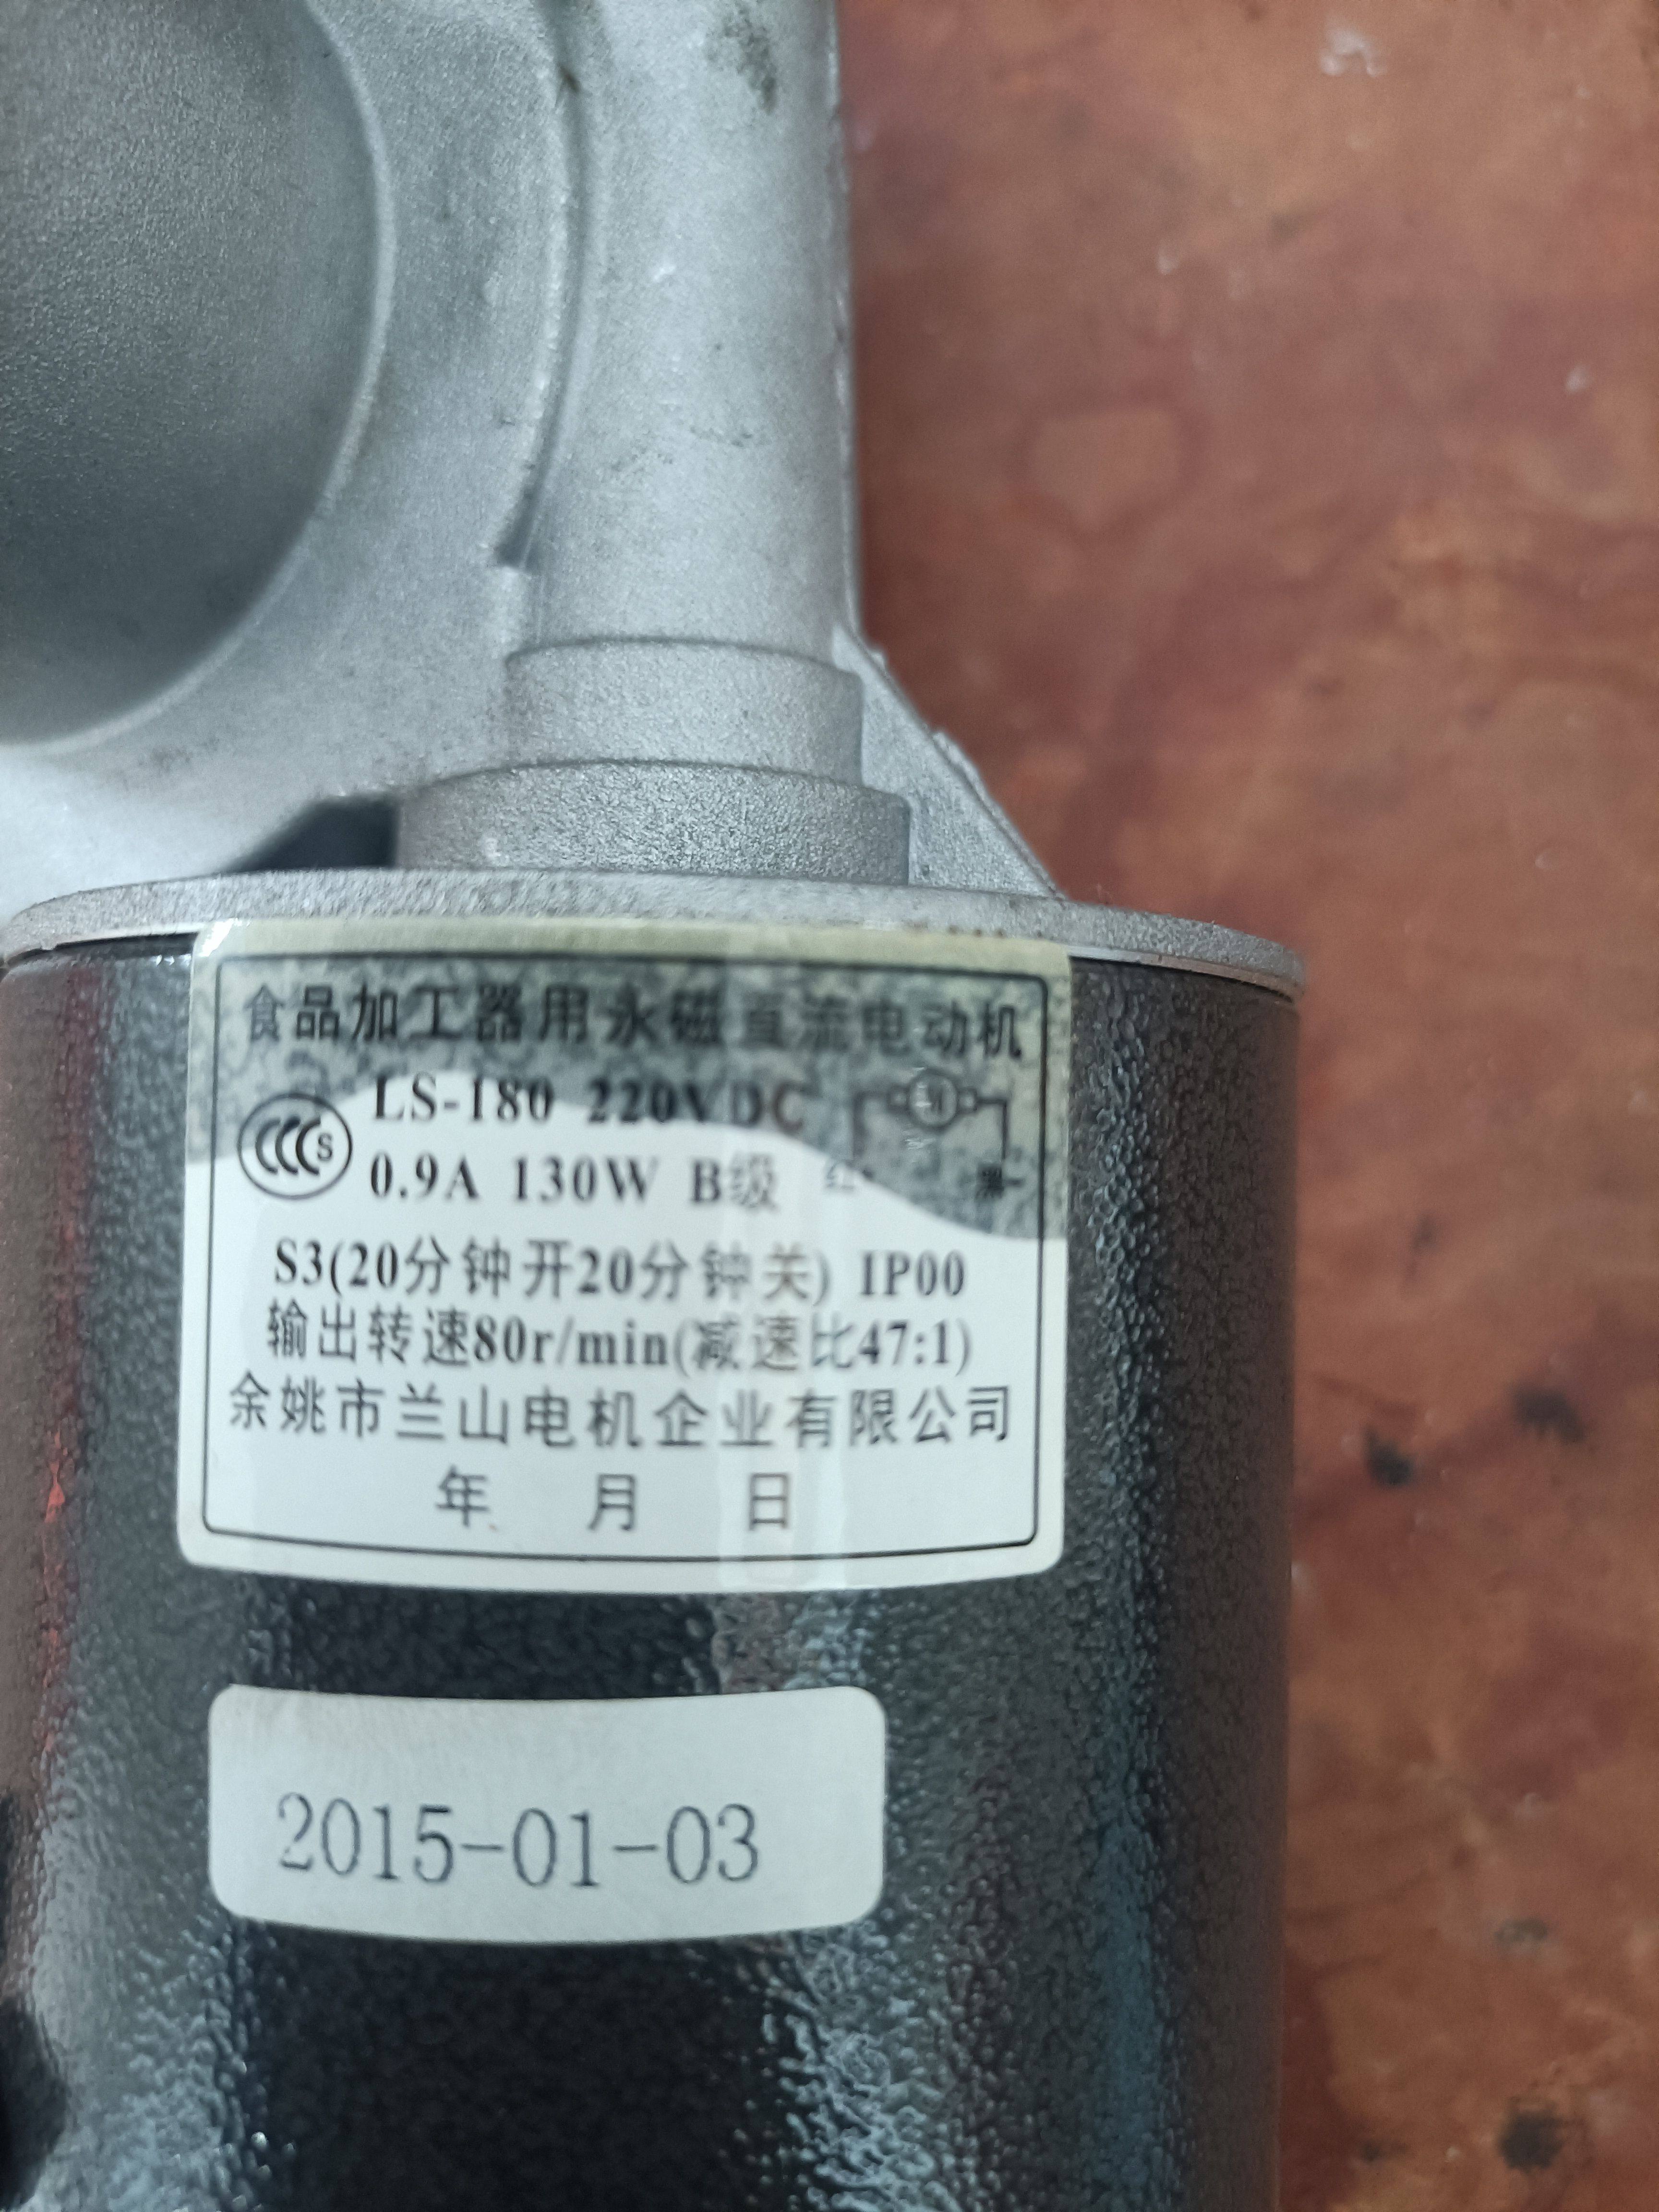 食品加工器用永磁直流电动机
CCC S LS-180 220VDC M
0.9A 130W B级 红+ 黑-
S3(20分钟开20分钟关) IP00
输出转速80r/min(减速比47:1)
余姚市兰山电机企业有限公司
年 月 日
2015-01-03